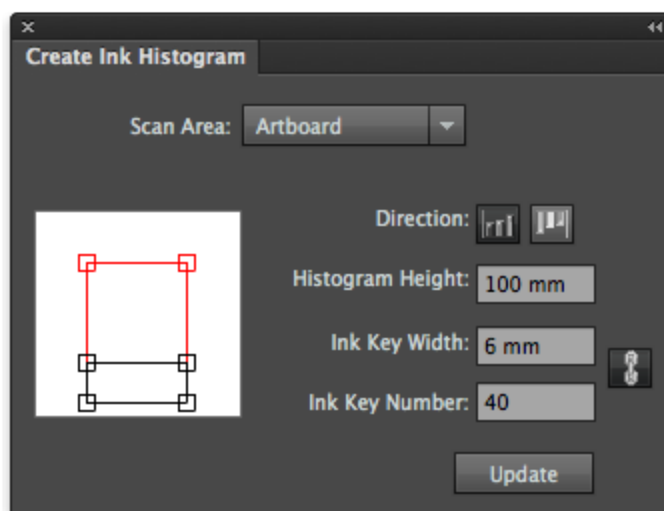 Create Ink Histogram
Scan Area: Artboard
Direction:
Histogram Height: 100 mm
Ink Key Width: 6 mm
Ink Key Number: 40
Update